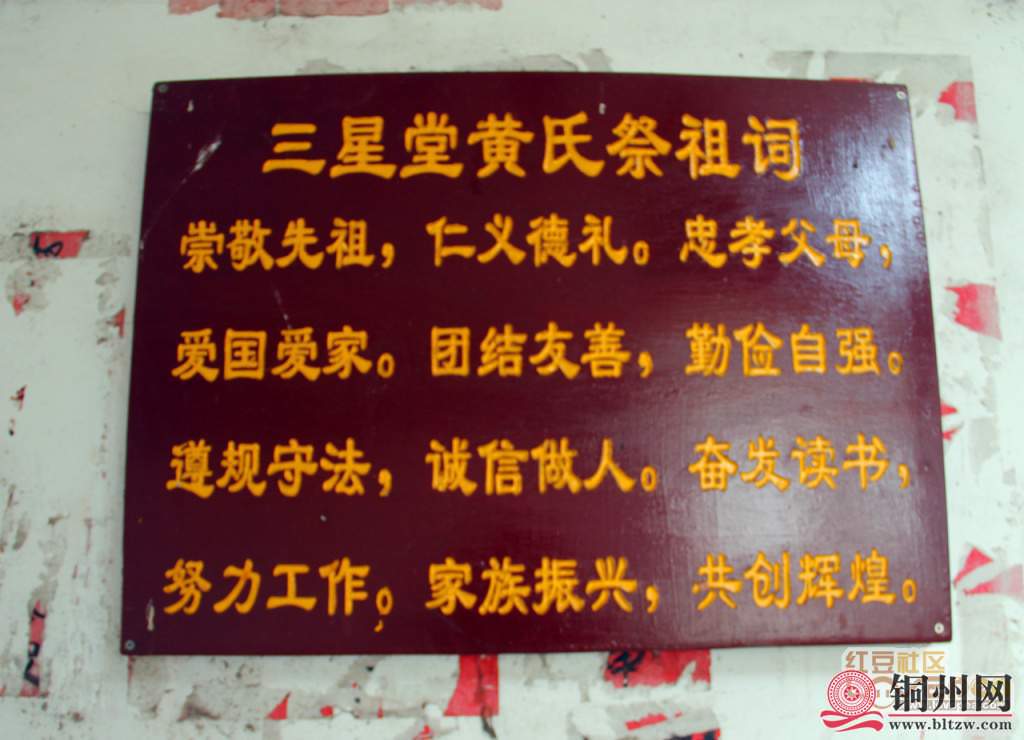 三星堂黄氏祭祖词
崇敬先祖，仁义德礼。忠孝父母，
爱国爱家。团结友善，勤俭自强。
遵规守法，诚信做人。奋发读书，
努力工作。家族振兴，共创辉煌。
红豆社区
铜州网
www.bltzw.com